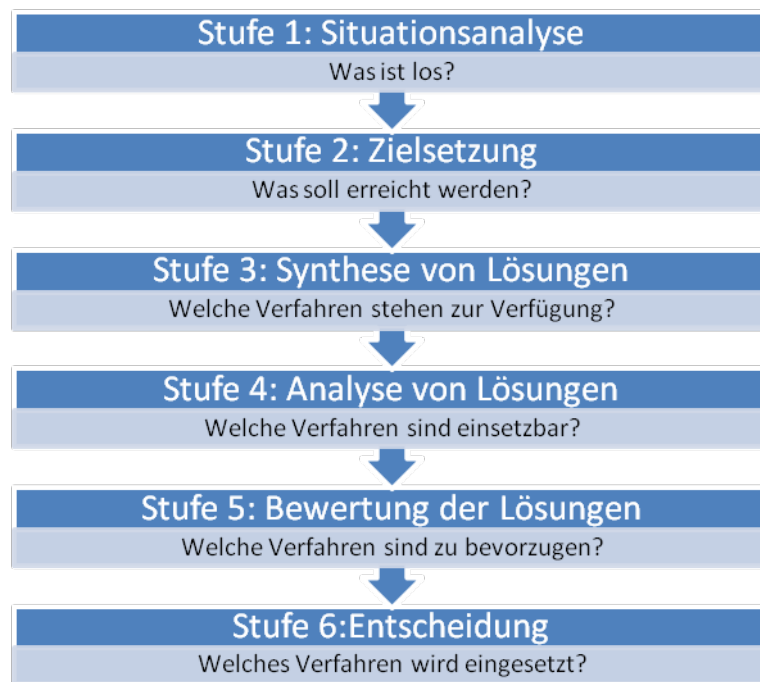 Stufe 1: Situationsanalyse
Was ist los?
Stufe 2: Zielsetzung
Was soll erreicht werden?
Stufe 3: Synthese von Lösungen
Welche Verfahren stehen zur Verfügung?
Stufe 4: Analyse von Lösungen
Welche Verfahren sind einsetzbar?
Stufe 5: Bewertung der Lösungen
Welche Verfahren sind zu bevorzugen?
Stufe 6:Entscheidung
Welches Verfahren wird eingesetzt?